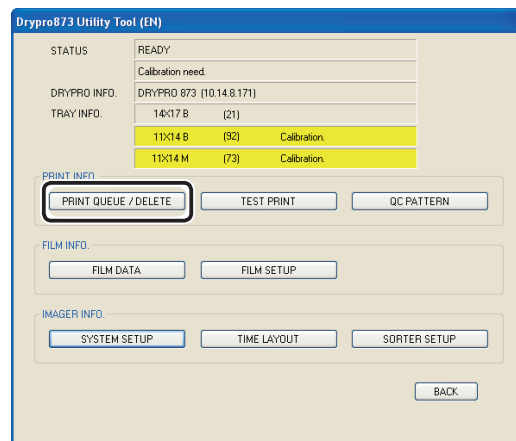 Drypro873 Utility Tool (EN)
STATUS READY
Calibration need.
DRYPRO INFO. DRYPRO 873 (10.14.8.171)
TRAY INFO. 14X17 B (21)
11X14 B (92) Calibration.
11X14 M (73) Calibration.
PRINT INFO.
PRINT QUEUE / DELETE TEST PRINT QC PATTERN
FILM INFO.
FILM DATA FILM SETUP
IMAGER INFO.
SYSTEM SETUP TIME LAYOUT SORTER SETUP
BACK